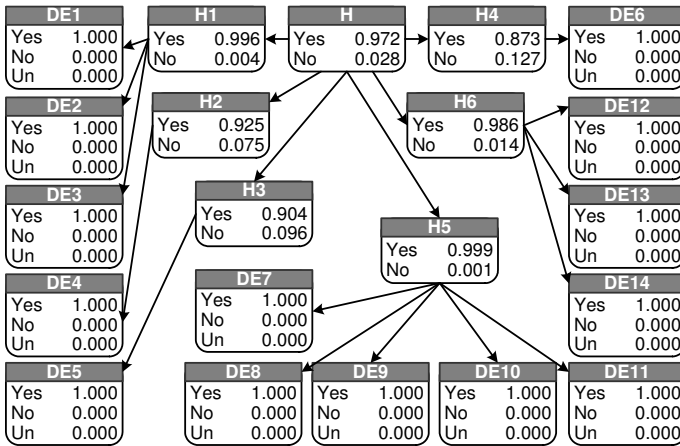 DE1
Yes 1.000
No 0.000
Un 0.000
H1
Yes 0.996
No 0.004
H
Yes 0.972
No 0.028
H4
Yes 0.873
No 0.127
DE6
Yes 1.000
No 0.000
Un 0.000
DE2
Yes 1.000
No 0.000
Un 0.000
H2
Yes 0.925
No 0.075
H6
Yes 0.986
No 0.014
DE12
Yes 1.000
No 0.000
Un 0.000
DE3
Yes 1.000
No 0.000
Un 0.000
H3
Yes 0.904
No 0.096
H5
Yes 0.999
No 0.001
DE13
Yes 1.000
No 0.000
Un 0.000
DE4
Yes 1.000
No 0.000
Un 0.000
DE7
Yes 1.000
No 0.000
Un 0.000
DE14
Yes 1.000
No 0.000
Un 0.000
DE5
Yes 1.000
No 0.000
Un 0.000
DE8
Yes 1.000
No 0.000
Un 0.000
DE9
Yes 1.000
No 0.000
Un 0.000
DE10
Yes 1.000
No 0.000
Un 0.000
DE11
Yes 1.000
No 0.000
Un 0.000